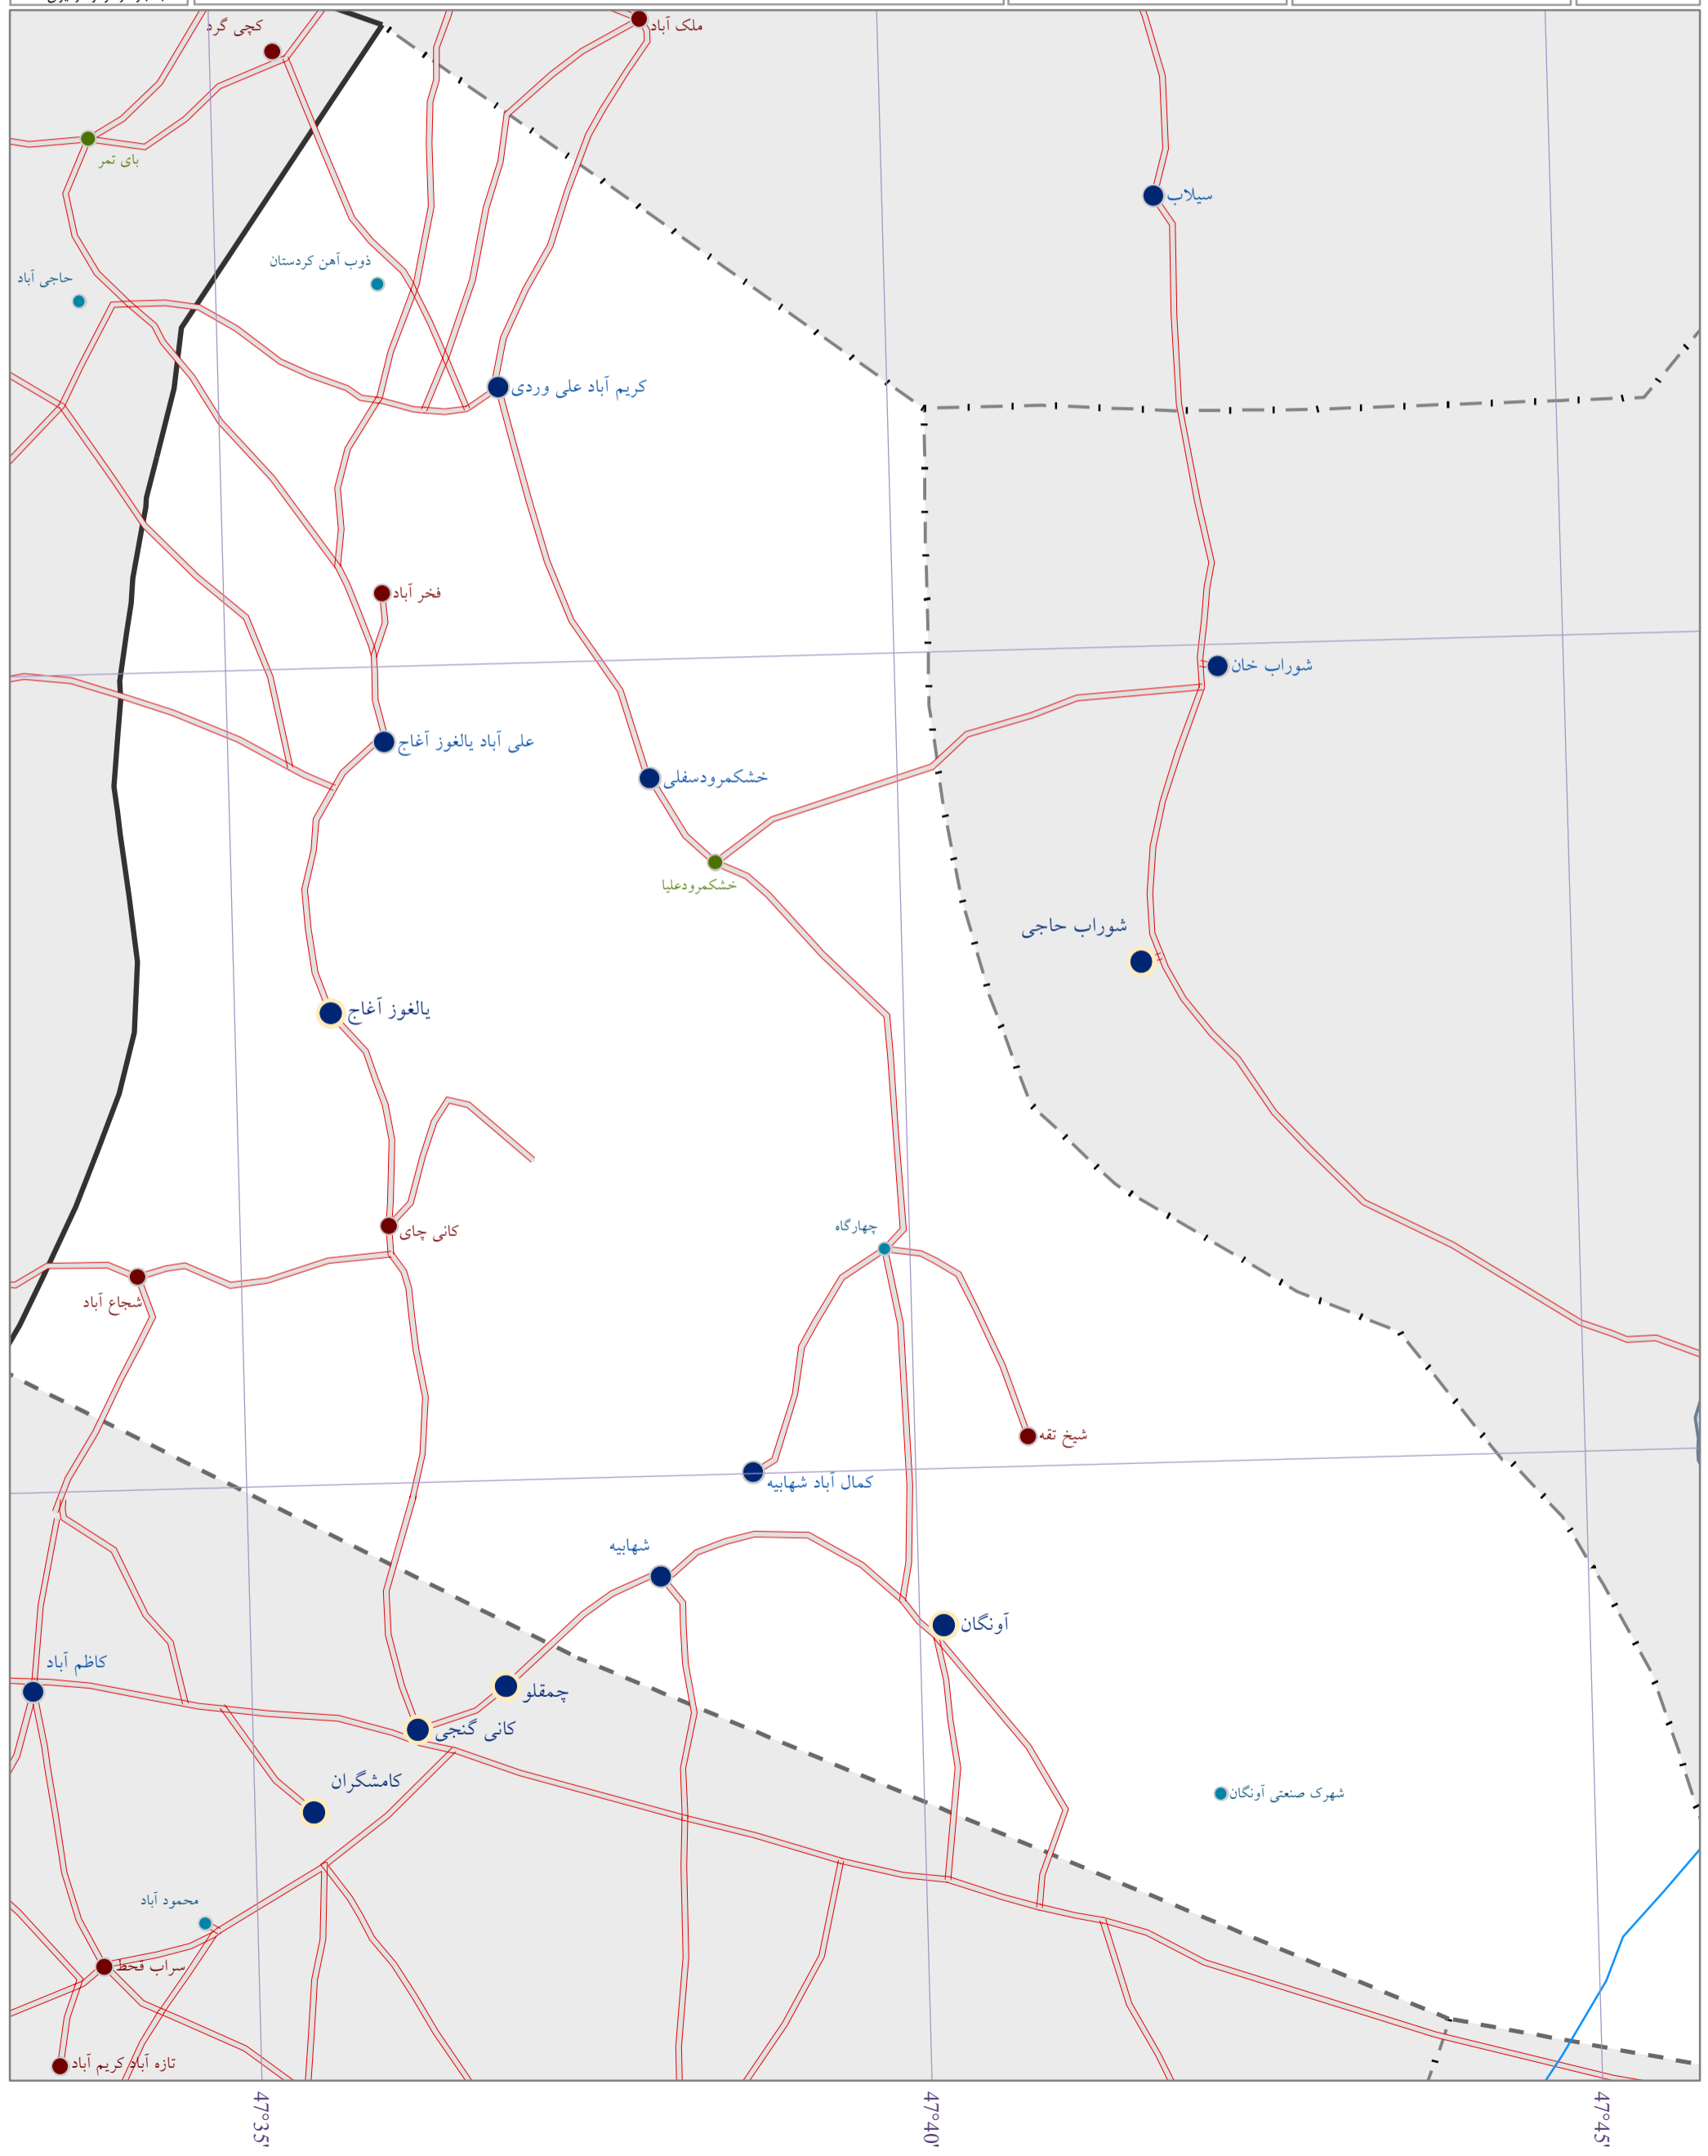 ملک آباد
کچی گرد
بای تمر
سیلاب
ذوب آهن کردستان
حاجی آباد
کریم آباد علی وردی
فخر آباد
شوراب خان
علی آباد یالغوز آغاج
خشکمرودسفلی
خشکمرودعلیا
شوراب حاجی
یالغوز آغاج
چهارگاه
کانی چای
شجاع آباد
شیخ تقه
کمال آباد شهابیه
شهابیه
آونگان
کاظم آباد
چمقلو
کانی گنجی
کامشگران
شهرک صنعتی آونگان
محمود آباد
سراب قحط
تازه آباد کریم آباد
47°35'
47°40'
47°45'